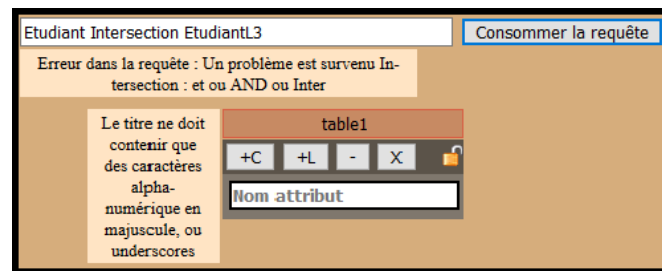 Etudiant Intersection EtudiantL3
Consommer la requête
Erreur dans la requête : Un problème est survenu In-
tersection : et ou AND ou Inter
Le titre ne doit
contenir que
des caractères
alpha-
numérique en
majuscule, ou
underscores
table1
+C +L - X
Nom attribut